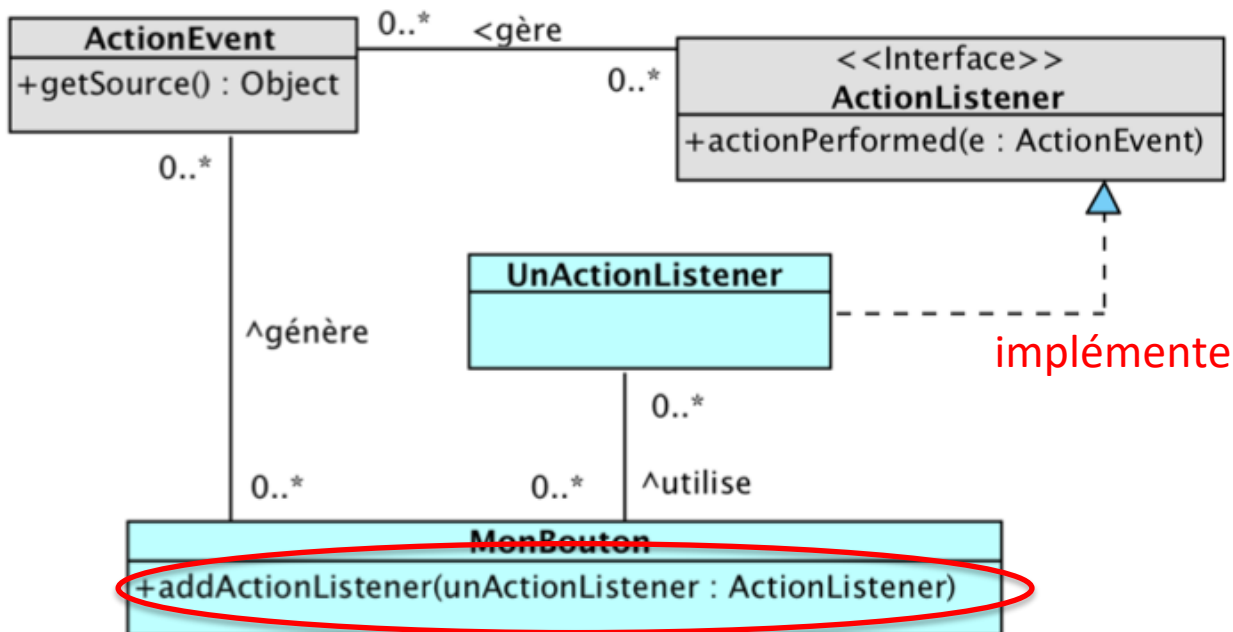 ActionEvent
+getSource() : Object
0..*
<gère
0..*
<<Interface>>
ActionListener
+actionPerformed(e : ActionEvent)
0..*
UnActionListener
^génère
implémente
0..*
0..*
0..*
^utilise
MonBouton
+addActionListener(unActionListener : ActionListener)